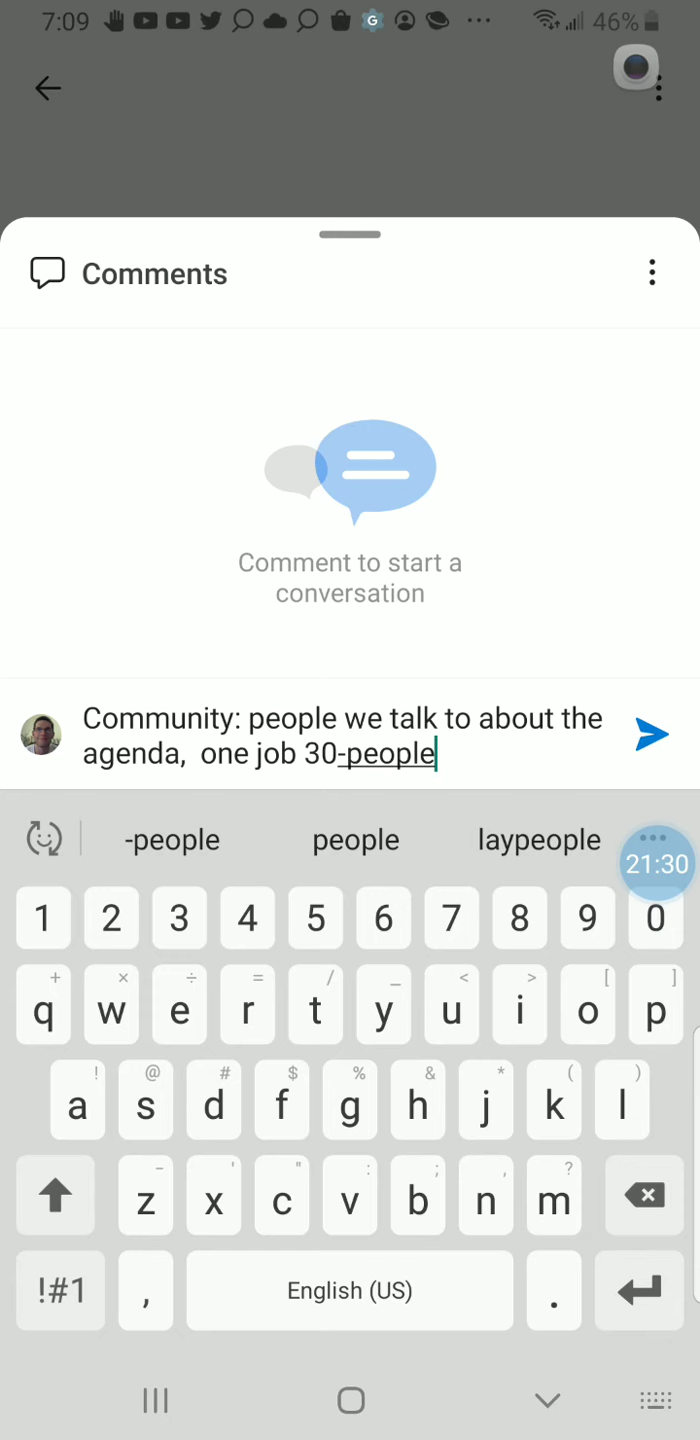 7:09 46%
Comments
Comment to start a
conversation
Community: people we talk to about the
agenda,  one job 30-people
-people people laypeople
21:30
1 2 3 4 5 6 7 8 9 0
+ × ÷ = / _ < > [ ]
q w e r t y u i o p
! @ # $ % & * ( )
a s d f g h j k l
- ' " : ; , ?
z x c v b n m
!#1 , English (US) .